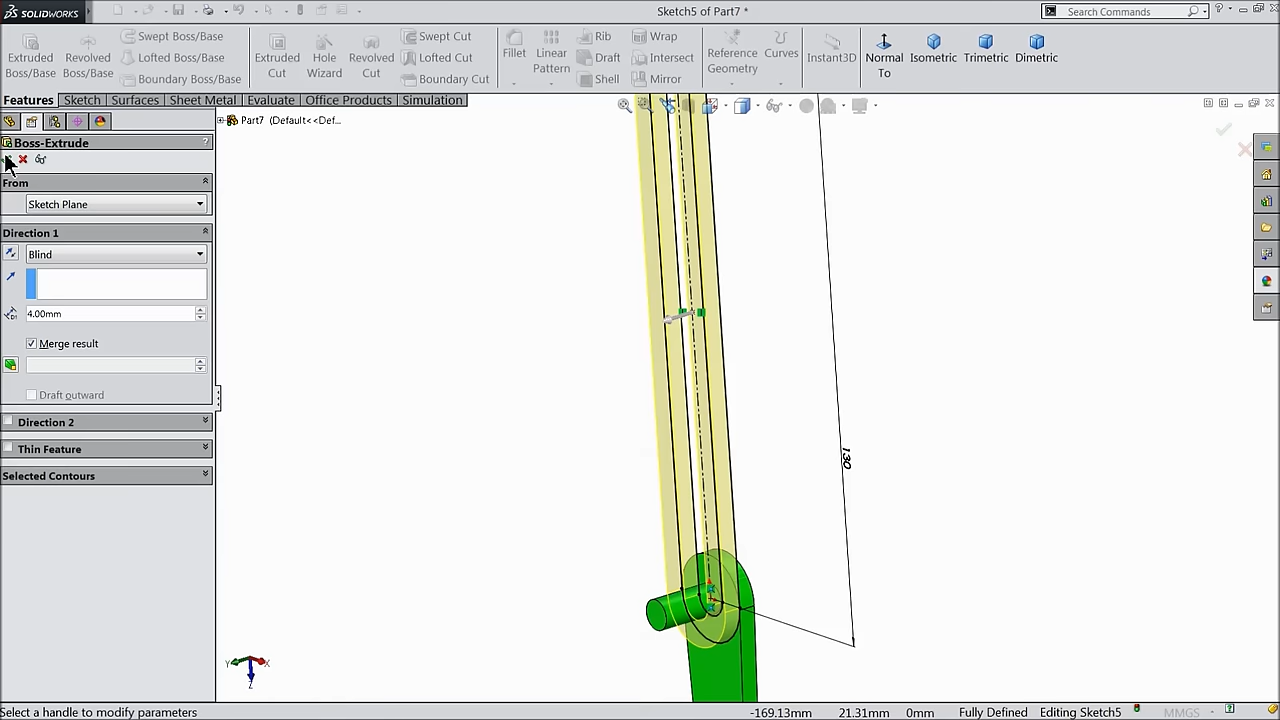 SOLIDWORKS
Sketch5 of Part7 *
Search Commands
Extruded Boss/Base
Revolved Boss/Base
Swept Boss/Base
Lofted Boss/Base
Boundary Boss/Base
Extruded Cut
Hole Wizard
Revolved Cut
Swept Cut
Lofted Cut
Boundary Cut
Fillet
Linear Pattern
Rib
Draft
Shell
Wrap
Intersect
Mirror
Reference Geometry
Curves
Instant3D
Normal To
Isometric
Trimetric
Dimetric
Features
Sketch
Surfaces
Sheet Metal
Evaluate
Office Products
Simulation
Part7 (Default<<Def...
Boss-Extrude
?
From
Sketch Plane
Direction 1
Blind
4.00mm
Merge result
Draft outward
Direction 2
Thin Feature
Selected Contours
130
Y
X
Z
Select a handle to modify parameters
-169.13mm
21.31mm
0mm
Fully Defined
Editing Sketch5
MMGS